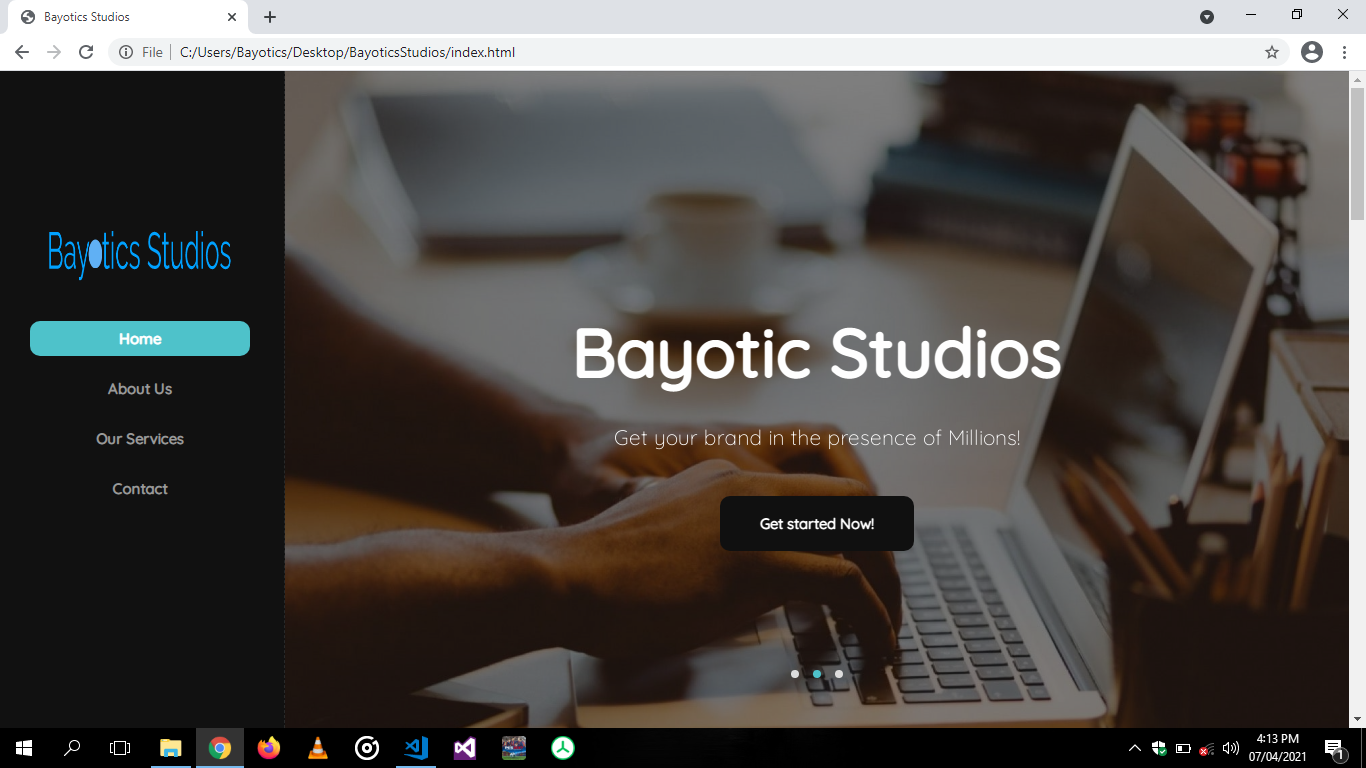 Bayotics Studios
File
C:/Users/Bayotics/Desktop/BayoticsStudios/index.html
Bayotics Studios
Home
About Us
Our Services
Contact
Bayotic Studios
Get your brand in the presence of Millions!
Get started Now!
4:13 PM
07/04/2021
1